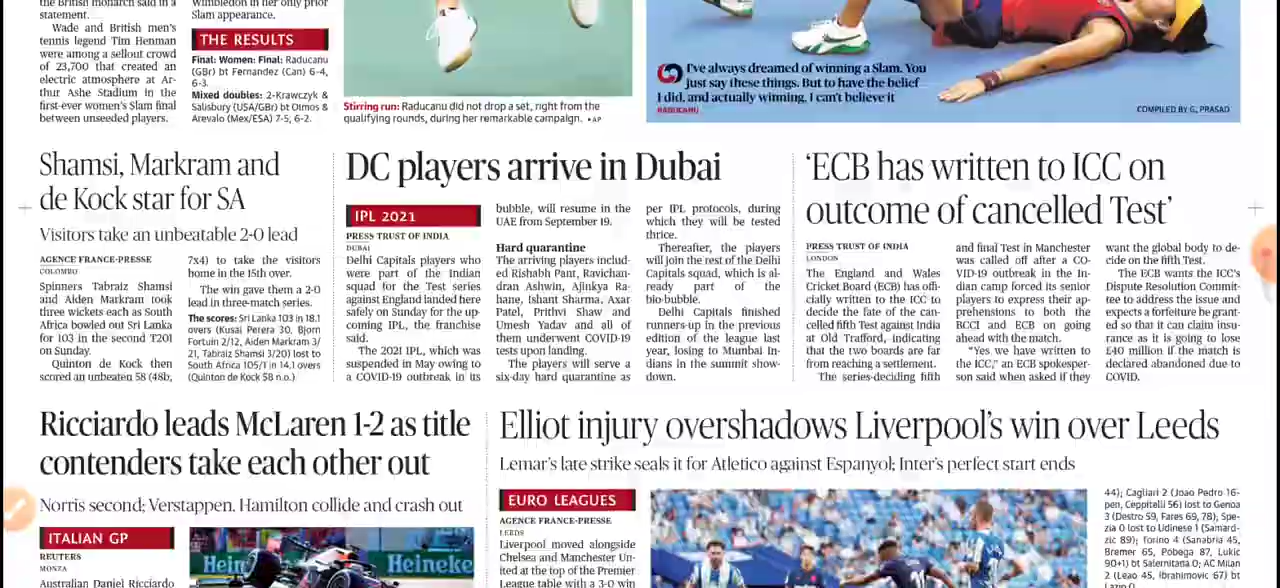 the British monarch said in a
statement.
Wade and British men's
tennis legend Tim Henman
were among a sellout crowd
of 23,700 that created an
electric atmosphere at Ar-
thur Ashe Stadium in the
first-ever women's Slam final
between unseeded players.
Wimbledon in her only prior
Slam appearance.
THE RESULTS
Final: Women: Final: Raducanu
(GBr) bt Fernandez (Can) 6-4,
6-3.
Mixed doubles: 2-Krawczyk &
Salisbury (USA/GBr) bt Olmos &
Arevalo (Mex/ESA) 7-5, 6-2.
Stirring run: Raducanu did not drop a set, right from the
qualifying rounds, during her remarkable campaign. •AP
I've always dreamed of winning a Slam. You
just say these things. But to have the belief
I did, and actually winning, I can't believe it
RADUCANU
COMPILED BY G. PRASAD
Shamsi, Markram and
de Kock star for SA
Visitors take an unbeatable 2-0 lead
AGENCE FRANCE-PRESSE
COLOMBO
Spinners Tabraiz Shamsi
and Aiden Markram took
three wickets each as South
Africa bowled out Sri Lanka
for 103 in the second T20I
on Sunday.
Quinton de Kock then
scored an unbeaten 58 (48b,
7x4) to take the visitors
home in the 15th over.
The win gave them a 2-0
lead in three-match series.
The scores: Sri Lanka 103 in 18.1
overs (Kusal Perera 30, Bjorn
Fortuin 2/12, Aiden Markram 3/
21, Tabraiz Shamsi 3/20) lost to
South Africa 105/1 in 14.1 overs
(Quinton de Kock 58 n.o.)
DC players arrive in Dubai
IPL 2021
PRESS TRUST OF INDIA
DUBAI
Delhi Capitals players who
were part of the Indian
squad for the Test series
against England landed here
safely on Sunday for the up-
coming IPL, the franchise
said.
The 2021 IPL, which was
suspended in May owing to
a COVID-19 outbreak in its
bubble, will resume in the
UAE from September 19.
Hard quarantine
The arriving players includ-
ed Rishabh Pant, Ravichan-
dran Ashwin, Ajinkya Ra-
hane, Ishant Sharma, Axar
Patel, Prithvi Shaw and
Umesh Yadav and all of
them underwent COVID-19
tests upon landing.
The players will serve a
six-day hard quarantine as
per IPL protocols, during
which they will be tested
thrice.
Thereafter, the players
will join the rest of the Delhi
Capitals squad, which is al-
ready part of the
bio-bubble.
Delhi Capitals finished
runners-up in the previous
edition of the league last
year, losing to Mumbai In-
dians in the summit show-
down.
'ECB has written to ICC on
outcome of cancelled Test'
PRESS TRUST OF INDIA
LONDON
The England and Wales
Cricket Board (ECB) has offi-
cially written to the ICC to
decide the fate of the can-
celled fifth Test against India
at Old Trafford, indicating
that the two boards are far
from reaching a settlement.
The series-deciding fifth
and final Test in Manchester
was called off after a CO-
VID-19 outbreak in the In-
dian camp forced its senior
players to express their ap-
prehensions to both the
BCCI and ECB on going
ahead with the match.
"Yes we have written to
the ICC," an ECB spokesper-
son said when asked if they
want the global body to de-
cide on the fifth Test.
The ECB wants the ICC's
Dispute Resolution Commit-
tee to address the issue and
expects a forfeiture be grant-
ed so that it can claim insu-
rance as it is going to lose
£40 million if the match is
declared abandoned due to
COVID.
Ricciardo leads McLaren 1-2 as title
contenders take each other out
Norris second; Verstappen, Hamilton collide and crash out
ITALIAN GP
REUTERS
MONZA
Australian Daniel Ricciardo
Heineken
Elliot injury overshadows Liverpool's win over Leeds
Lemar's late strike seals it for Atletico against Espanyol; Inter's perfect start ends
EURO LEAGUES
AGENCE FRANCE-PRESSE
LEEDS
Liverpool moved alongside
Chelsea and Manchester Un-
ited at the top of the Premier
League table with a 3-0 win
44); Cagliari 2 (Joao Pedro 16-
pen, Ceppitelli 56) lost to Genoa
3 (Destro 59, Fares 69, 78); Spe-
zia 0 lost to Udinese 1 (Samard-
zic 89); Torino 4 (Sanabria 45,
Bremer 65, Pobega 87, Lukic
90+1) bt Salernitana 0; AC Milan
2 (Leao 45, Ibrahimovic 67) bt
Lazio 0